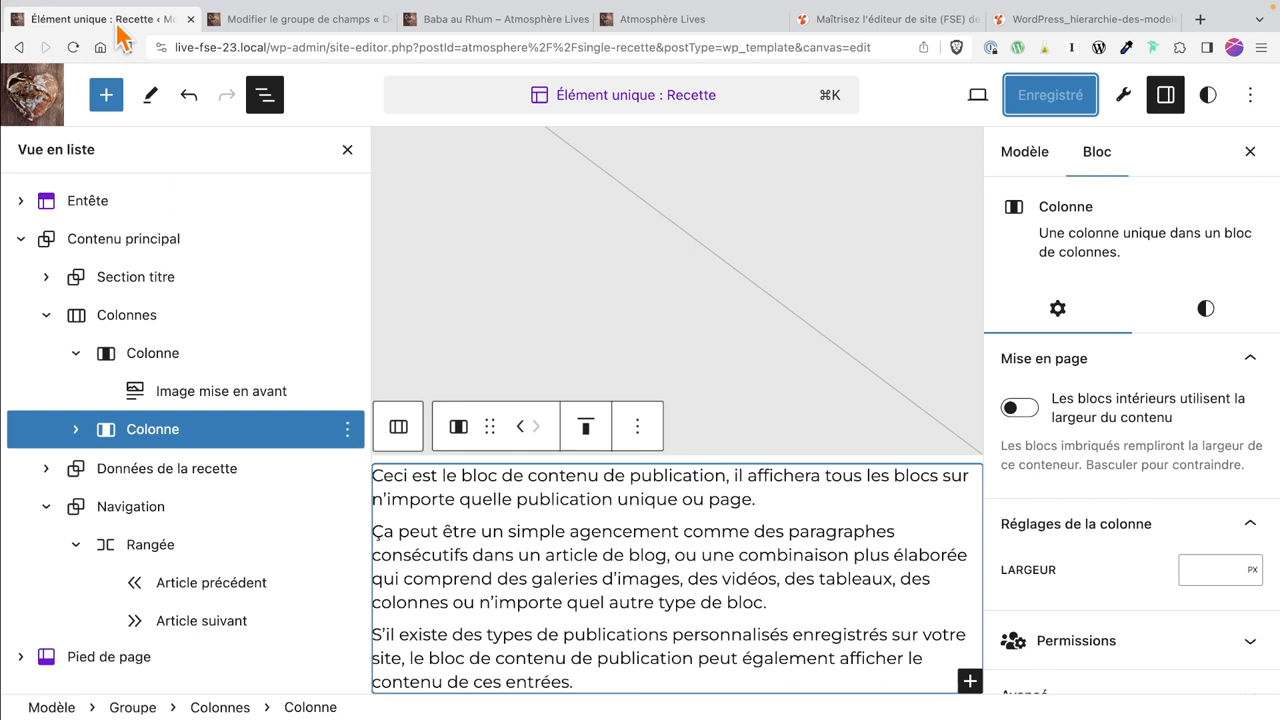 Élément unique : Recette ‹ Mo
Modifier le groupe de champs « D
Baba au Rhum – Atmosphère Lives
Atmosphère Lives
Maîtrisez l'éditeur de site (FSE) de
WordPress_hierarchie-des-modele
live-fse-23.local/wp-admin/site-editor.php?postId=atmosphere%2F%2Fsingle-recette&postType=wp_template&canvas=edit
Élément unique : Recette
⌘K
Enregistré
Vue en liste
Modèle
Bloc
Entête
Contenu principal
Section titre
Colonnes
Colonne
Image mise en avant
Colonne
Données de la recette
Navigation
Rangée
Article précédent
Article suivant
Pied de page
Ceci est le bloc de contenu de publication, il affichera tous les blocs sur
n'importe quelle publication unique ou page.
Ça peut être un simple agencement comme des paragraphes
consécutifs dans un article de blog, ou une combinaison plus élaborée
qui comprend des galeries d'images, des vidéos, des tableaux, des
colonnes ou n'importe quel autre type de bloc.
S'il existe des types de publications personnalisés enregistrés sur votre
site, le bloc de contenu de publication peut également afficher le
contenu de ces entrées.
Colonne
Une colonne unique dans un bloc
de colonnes.
Mise en page
Les blocs intérieurs utilisent la
largeur du contenu
Les blocs imbriqués rempliront la largeur de
ce conteneur. Basculer pour contraindre.
Réglages de la colonne
LARGEUR
PX
Permissions
Avancé
Modèle
Groupe
Colonnes
Colonne